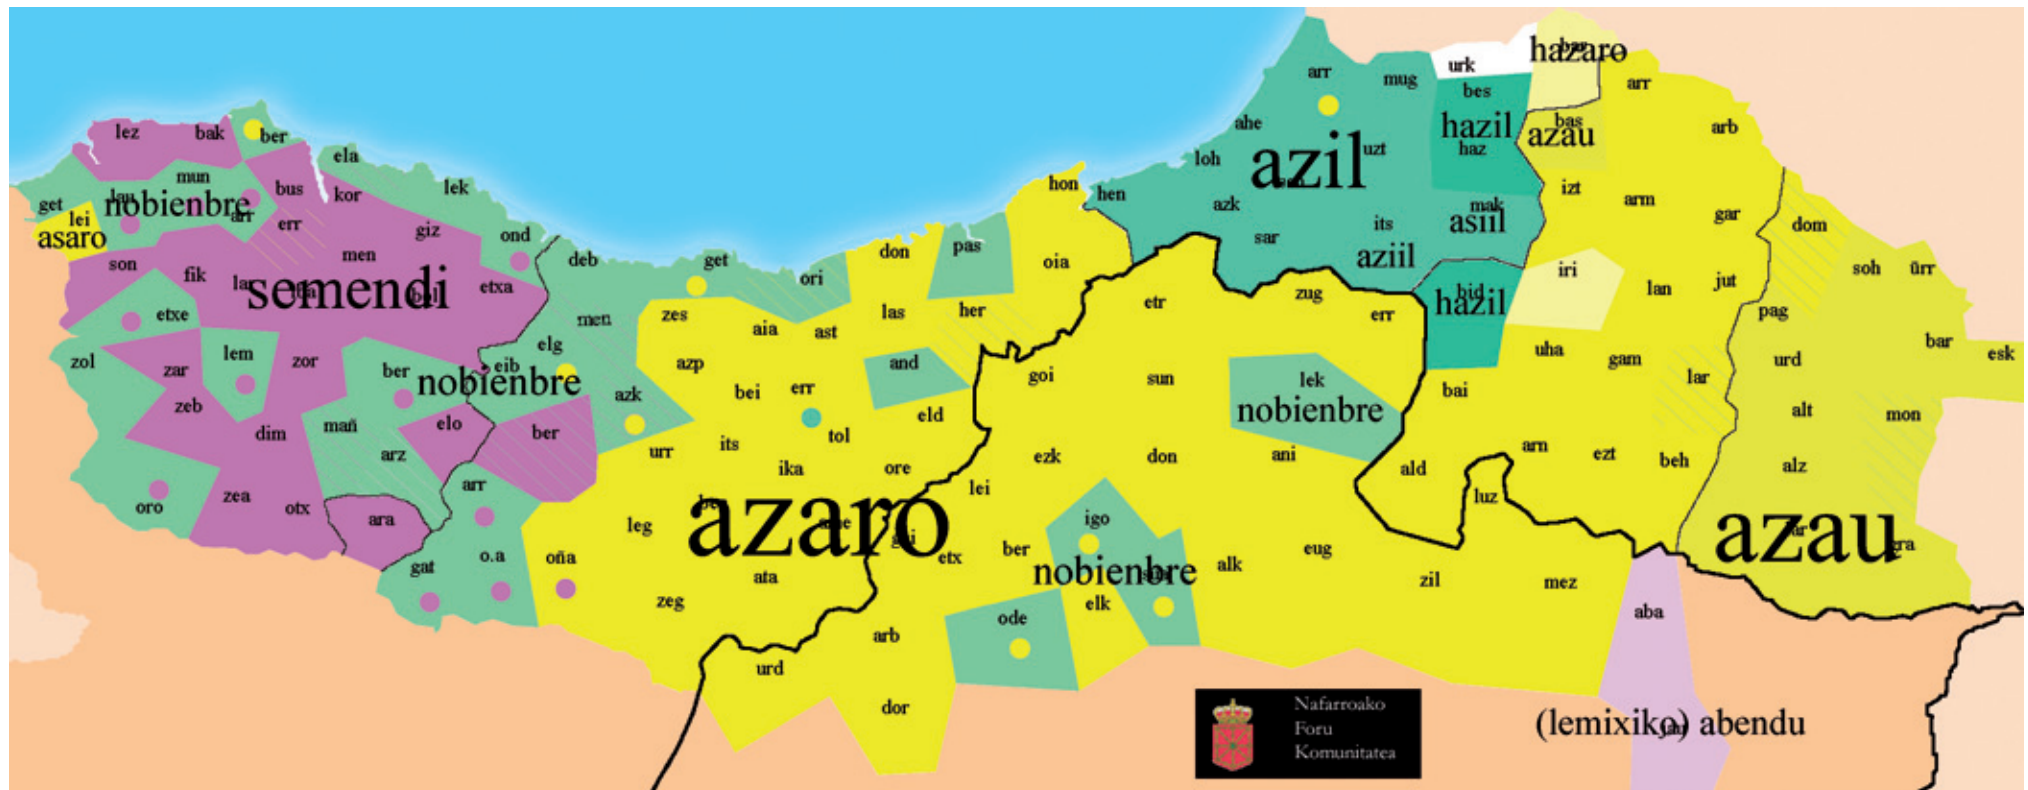 hazaro
urk
arr
mug
arr
bes
lez
bak
ber
ahe
hazil
haz
bas
azau
arb
ela
loh
azil
uzt
mun
bus
kor
lek
hon
hen
izt
arm
get
lei
nobienbre
arr
err
azk
mak
asiil
gar
asaro
giz
ond
pas
sar
its
aziil
dom
son
fik
men
deb
get
don
oia
iri
soh
ürr
semendi
etxa
ori
lan
jut
etxe
men
zes
aia
ast
las
her
etr
zug
err
bid
hazil
pag
zol
lem
zor
elg
eib
azp
and
uha
gam
urd
bar
esk
zar
ber
nobienbre
bei
err
goi
sun
lek
nobienbre
bai
lar
zeb
dim
mañ
elo
ber
azk
eld
alt
mon
arz
urr
its
tol
ezk
don
ani
ald
arn
ezt
beh
alz
oro
zea
otx
ara
arr
ika
ore
lei
luz
leg
azaro
igo
azau
gat
o.a
oña
ata
etx
ber
nobienbre
alk
eug
zil
mez
zeg
elk
ode
aba
arb
urd
dor
Nafarroako
Foru
Komunitatea
(lemixiko) abendu